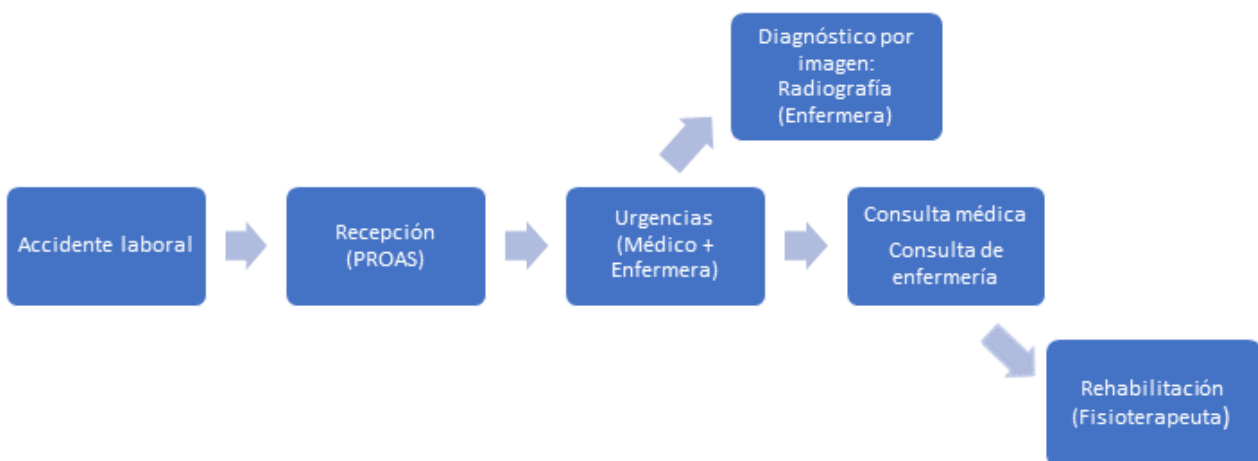 Diagnóstico por
imagen:
Radiografía
(Enfermera)
Accidente laboral
Recepción
(PROAS)
Urgencias
(Médico +
Enfermera)
Consulta médica
Consulta de
enfermería
Rehabilitación
(Fisioterapeuta)